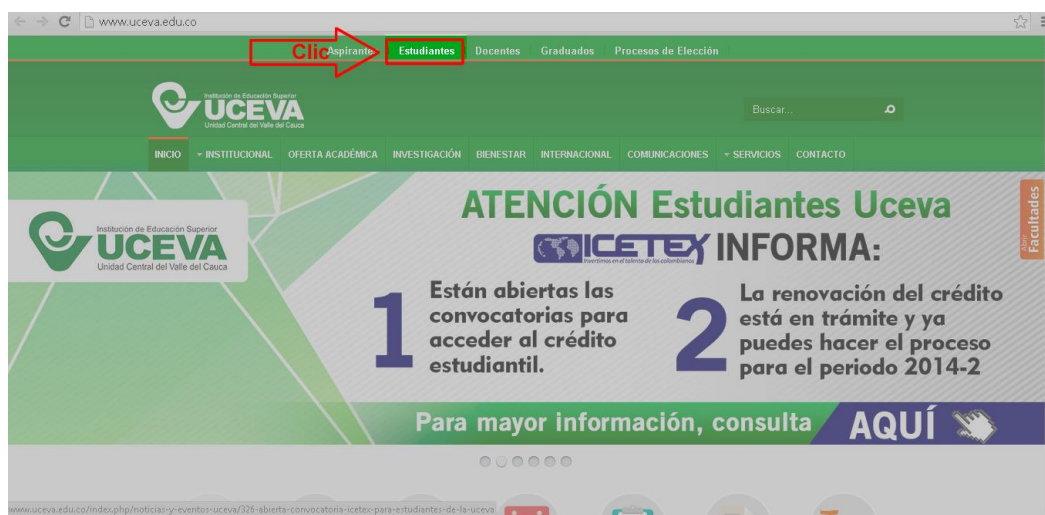 www.uceva.edu.co
Clic
Aspirante Estudiantes Docentes Graduados Procesos de Elección
Institución de Educación Superior
UCEVA
Unidad Central del Valle del Cauca
Buscar...
INICIO INSTITUCIONAL OFERTA ACADÉMICA INVESTIGACIÓN BIENESTAR INTERNACIONAL COMUNICACIONES SERVICIOS CONTACTO
ATENCIÓN Estudiantes Uceva
Institución de Educación Superior
UCEVA
Unidad Central del Valle del Cauca
ICETEX INFORMA:
Invertimos en el talento de los colombianos
Abrir
Facultades
1
Están abiertas las
convocatorias para
acceder al crédito
estudiantil.
2
La renovación del crédito
está en trámite y ya
puedes hacer el proceso
para el periodo 2014-2
Para mayor información, consulta AQUÍ
www.uceva.edu.co/index.php/noticias-y-eventos-uceva/326-abierta-convocatoria-icetex-para-estudiantes-de-la-uceva